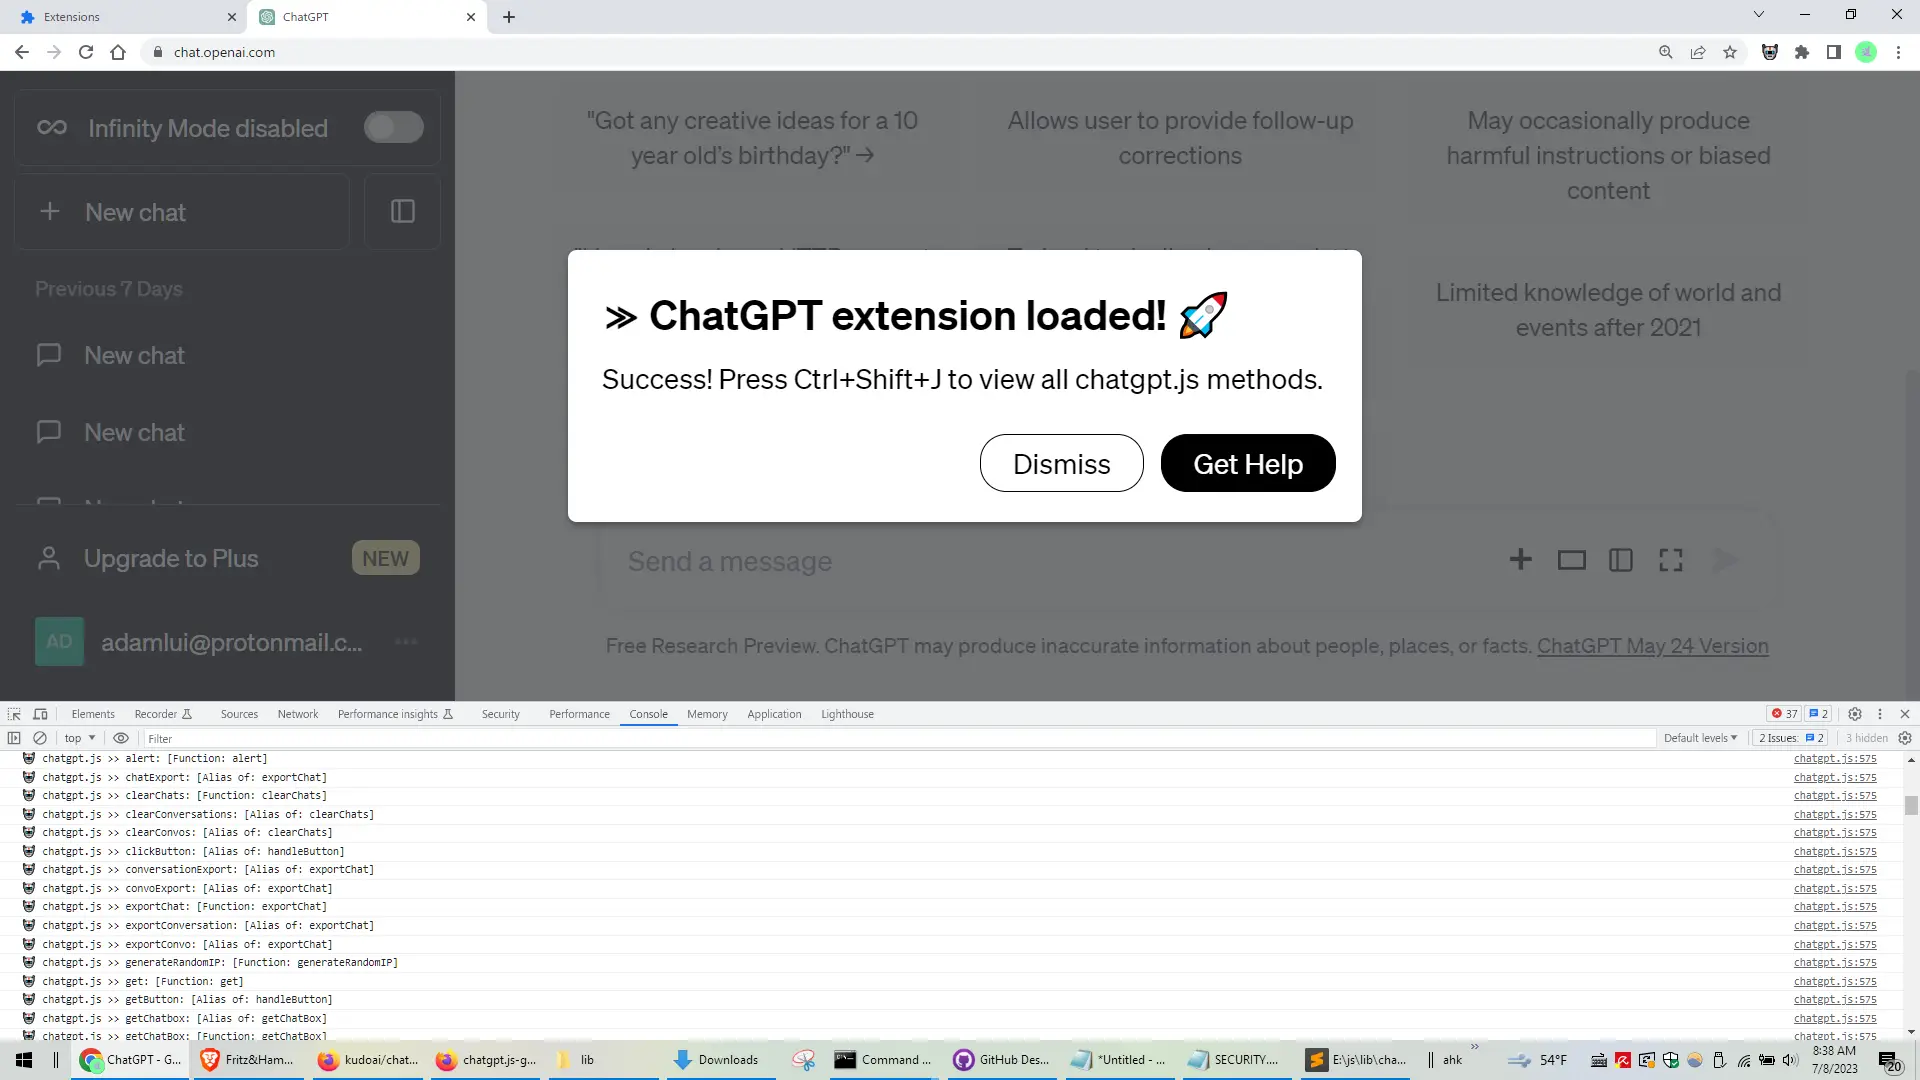 Extensions
ChatGPT
chat.openai.com
Infinity Mode disabled
New chat
Previous 7 Days
New chat
New chat
Upgrade to Plus
NEW
AD
adamlui@protonmail.c...
"Got any creative ideas for a 10
year old's birthday?" →
Allows user to provide follow-up
corrections
May occasionally produce
harmful instructions or biased
content
Limited knowledge of world and
events after 2021
≫ ChatGPT extension loaded! 🚀
Success! Press Ctrl+Shift+J to view all chatgpt.js methods.
Dismiss
Get Help
Send a message
Free Research Preview. ChatGPT may produce inaccurate information about people, places, or facts. ChatGPT May 24 Version
Elements Recorder Sources Network Performance insights Security Performance Console Memory Application Lighthouse 37 2
top Filter Default levels 2 Issues: 2 3 hidden
chatgpt.js >> alert: [Function: alert] chatgpt.js:575
chatgpt.js >> chatExport: [Alias of: exportChat] chatgpt.js:575
chatgpt.js >> clearChats: [Function: clearChats] chatgpt.js:575
chatgpt.js >> clearConversations: [Alias of: clearChats] chatgpt.js:575
chatgpt.js >> clearConvos: [Alias of: clearChats] chatgpt.js:575
chatgpt.js >> clickButton: [Alias of: handleButton] chatgpt.js:575
chatgpt.js >> conversationExport: [Alias of: exportChat] chatgpt.js:575
chatgpt.js >> convoExport: [Alias of: exportChat] chatgpt.js:575
chatgpt.js >> exportChat: [Function: exportChat] chatgpt.js:575
chatgpt.js >> exportConversation: [Alias of: exportChat] chatgpt.js:575
chatgpt.js >> exportConvo: [Alias of: exportChat] chatgpt.js:575
chatgpt.js >> generateRandomIP: [Function: generateRandomIP] chatgpt.js:575
chatgpt.js >> get: [Function: get] chatgpt.js:575
chatgpt.js >> getButton: [Alias of: handleButton] chatgpt.js:575
chatgpt.js >> getChatbox: [Alias of: getChatBox] chatgpt.js:575
chatgpt.js >> getChatBox: [Function: getChatBox] chatgpt.js:575
ChatGPT - G... Fritz&Ham... kudoai/chat... chatgpt.js-g... lib Downloads Command ... GitHub Des... *Untitled - ... SECURITY.... E:\js\lib\cha... ahk 54°F 8:38 AM
7/8/2023 20